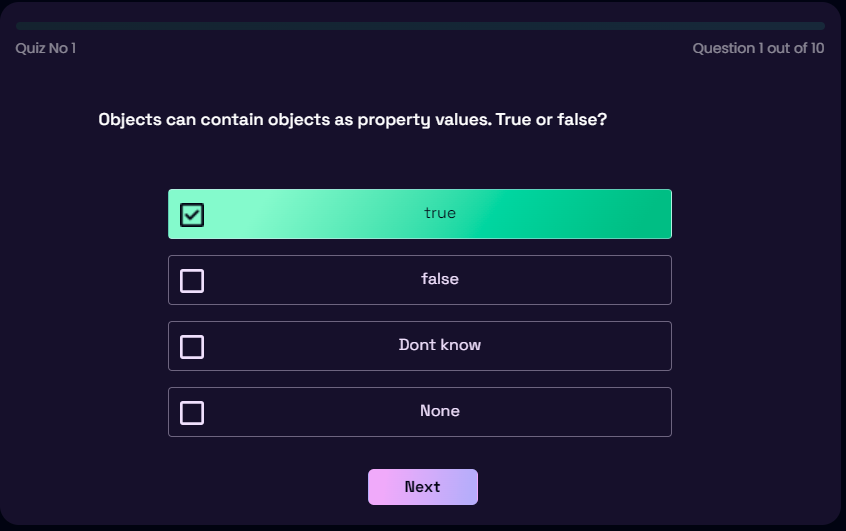 Quiz No 1
Question 1 out of 10
Objects can contain objects as property values. True or false?
true
false
Dont know
None
Next